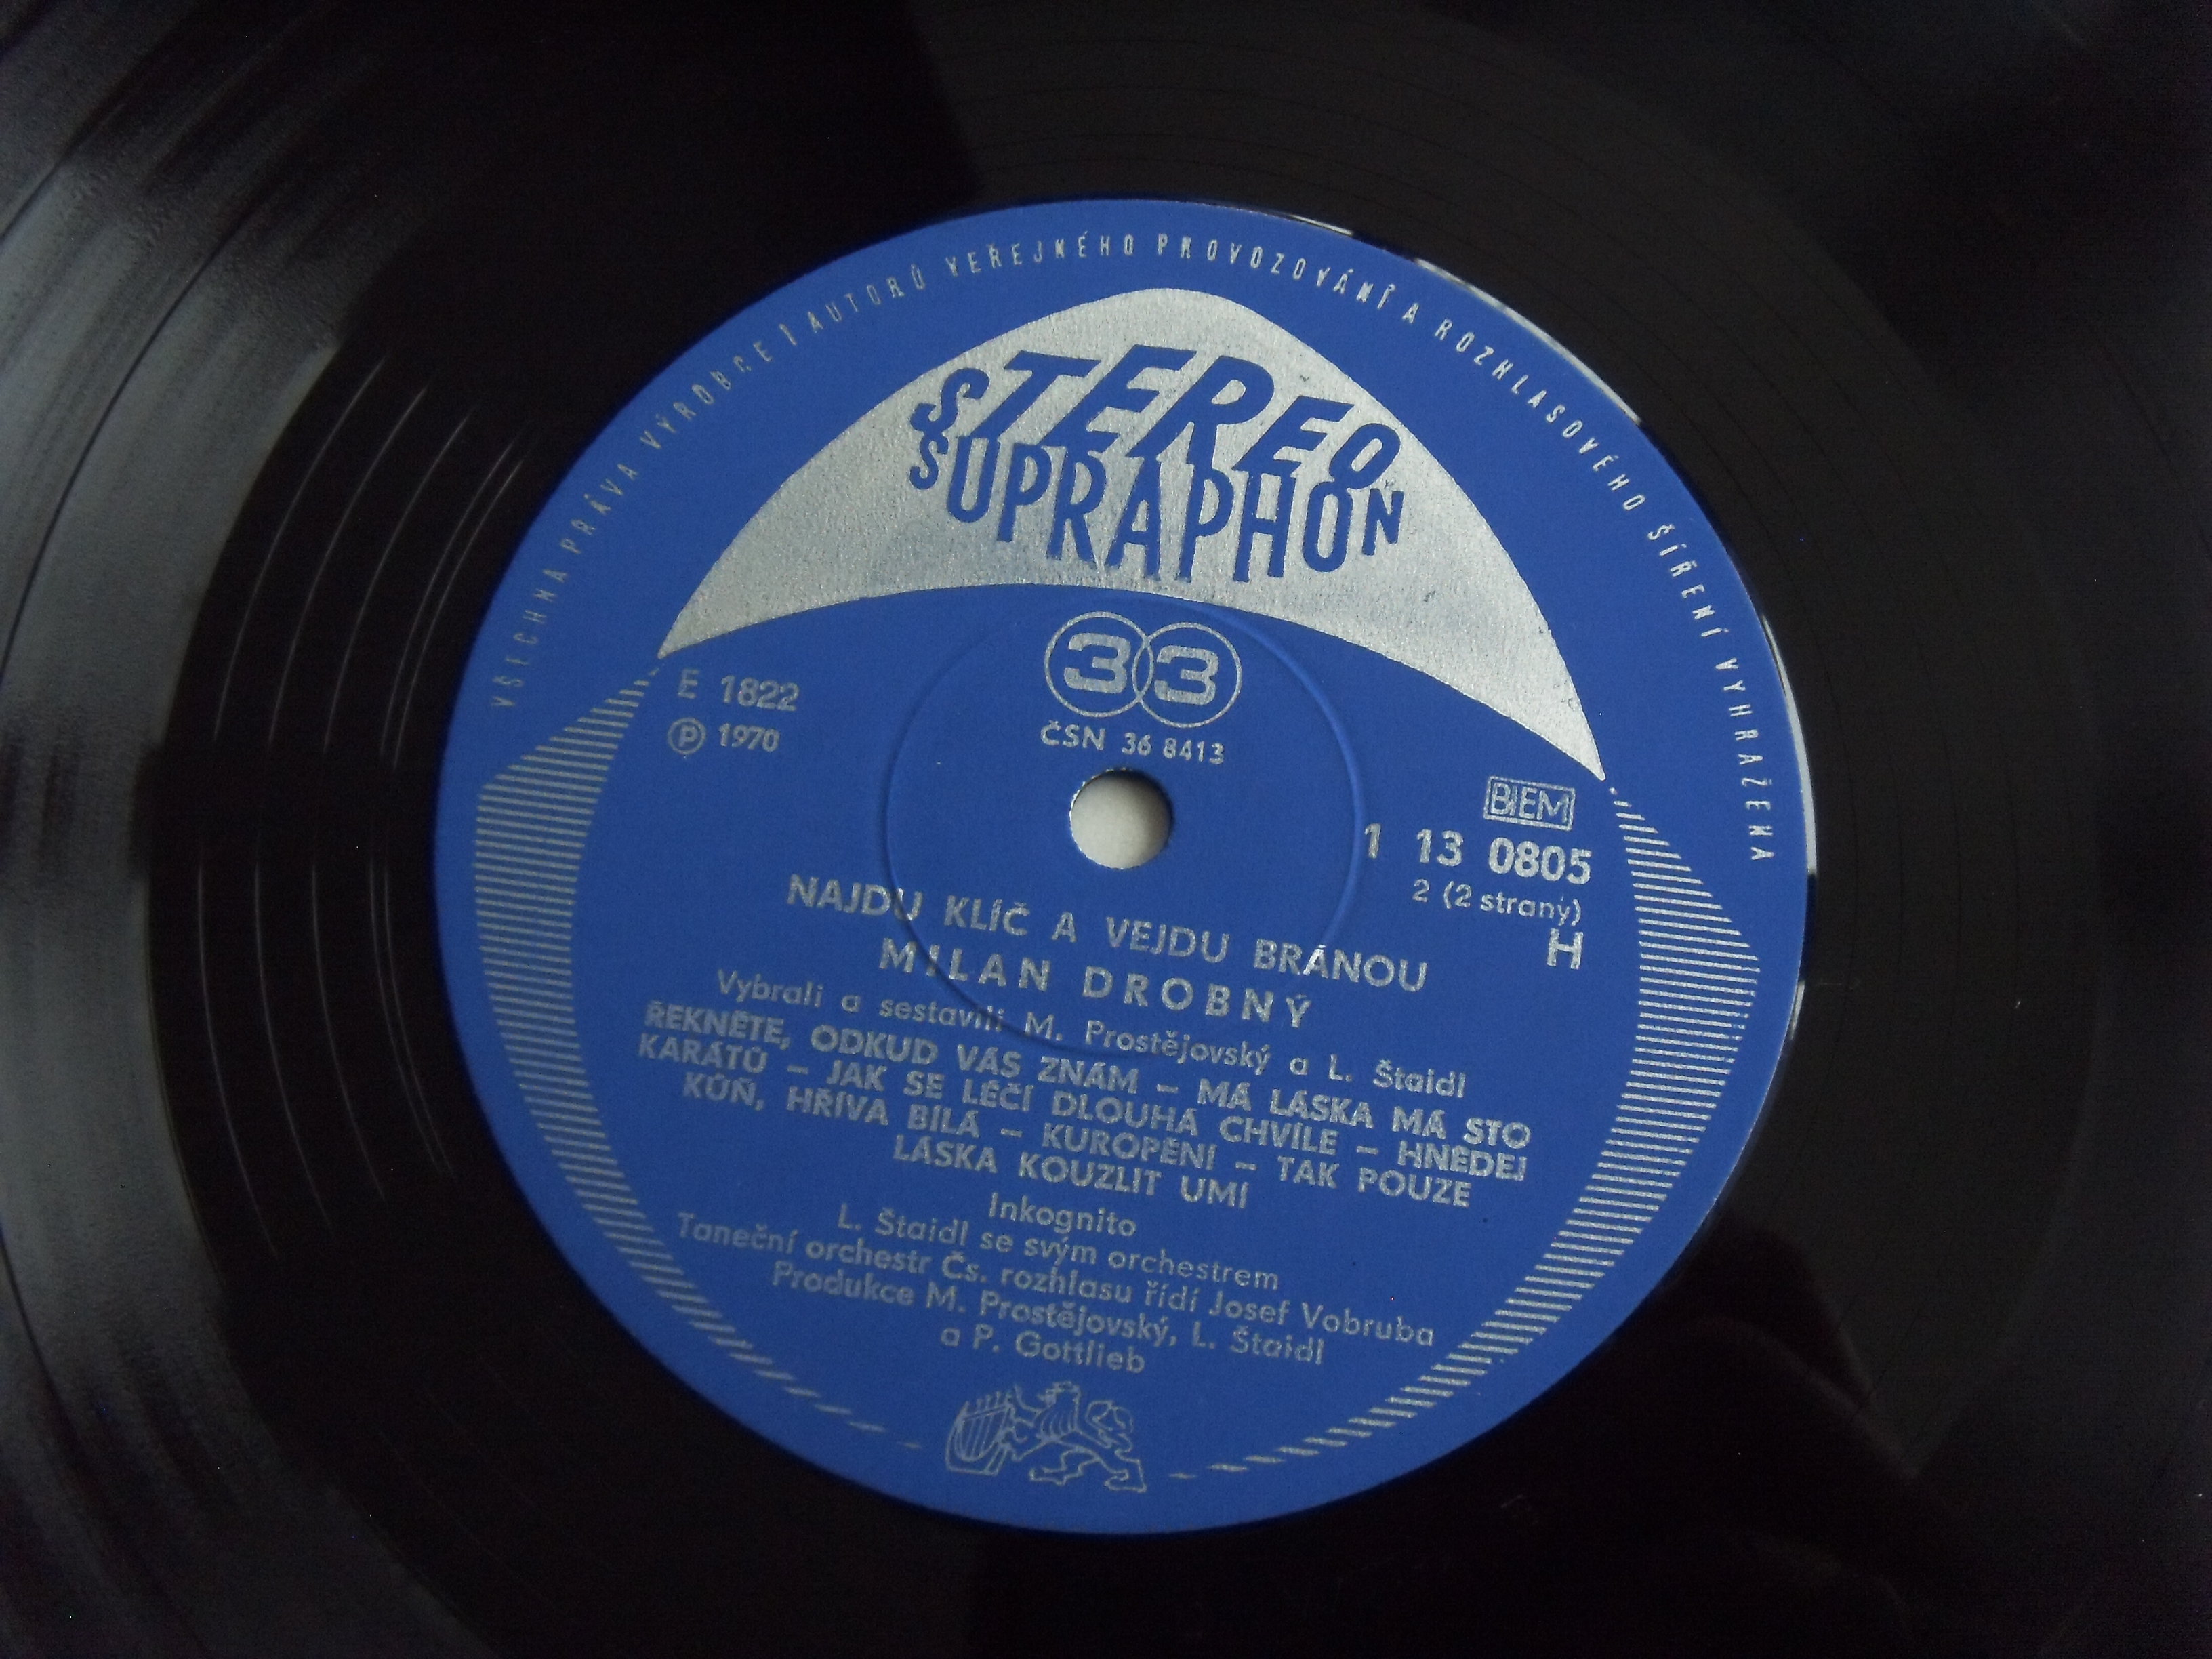 VŠECHNA PRÁVA VÝROBCE I AUTORŮ VEŘEJNÉHO PROVOZOVÁNÍ A ROZHLASOVÉHO ŠÍŘENÍ VYHRAŽENA
STEREO
SUPRAPHON
33
E 1822
Ⓟ 1970
ČSN 36 8413
BIEM
1 13 0805
2 (2 strany)
H
NAJDU KLÍČ A VEJDU BRÁNOU
MILAN DROBNÝ
Vybrali a sestavili M. Prostějovský a L. Štaidl
ŘEKNĚTE, ODKUD VÁS ZNÁM – MÁ LÁSKA MÁ STO
KARÁTŮ – JAK SE LÉČÍ DLOUHÁ CHVÍLE – HNĚDEJ
KŮŇ, HŘÍVA BÍLÁ – KUROPĚNÍ – TAK POUZE
LÁSKA KOUZLIT UMÍ
Inkognito
L. Štaidl se svým orchestrem
Taneční orchestr Čs. rozhlasu řídí Josef Vobruba
Produkce M. Prostějovský, L. Štaidl
a P. Gottlieb